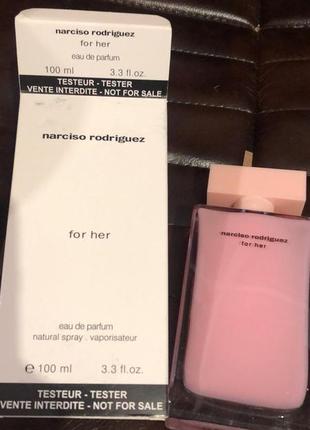 narciso rodriguez
for her
eau de parfum
100 ml 3.3 fl.oz.
TESTEUR - TESTER
VENTE INTERDITE - NOT FOR SALE
narciso rodriguez
for her
eau de parfum
natural spray . vaporisateur
℮ 100 ml 3.3 fl.oz.
TESTEUR - TESTER
VENTE INTERDITE - NOT FOR SALE
narciso rodriguez
for her